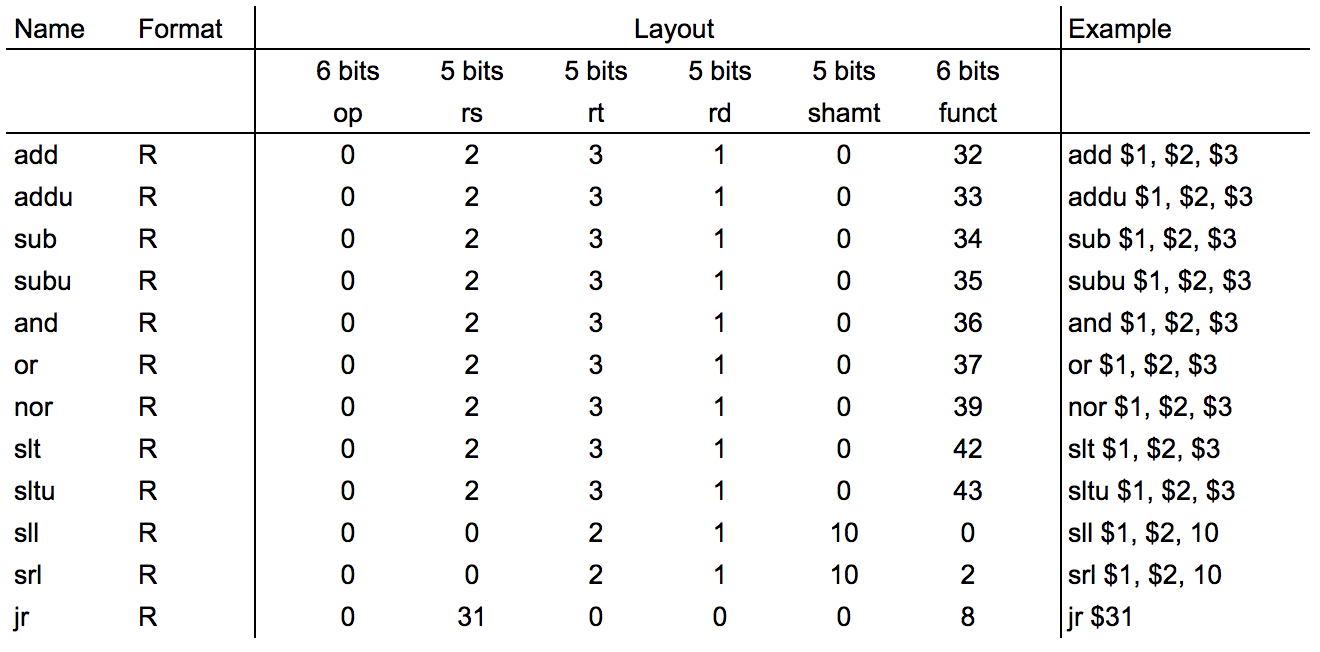 Name Format Layout Example
6 bits 5 bits 5 bits 5 bits 5 bits 6 bits
op rs rt rd shamt funct
add R 0 2 3 1 0 32 add $1, $2, $3
addu R 0 2 3 1 0 33 addu $1, $2, $3
sub R 0 2 3 1 0 34 sub $1, $2, $3
subu R 0 2 3 1 0 35 subu $1, $2, $3
and R 0 2 3 1 0 36 and $1, $2, $3
or R 0 2 3 1 0 37 or $1, $2, $3
nor R 0 2 3 1 0 39 nor $1, $2, $3
slt R 0 2 3 1 0 42 slt $1, $2, $3
sltu R 0 2 3 1 0 43 sltu $1, $2, $3
sll R 0 0 2 1 10 0 sll $1, $2, 10
srl R 0 0 2 1 10 2 srl $1, $2, 10
jr R 0 31 0 0 0 8 jr $31